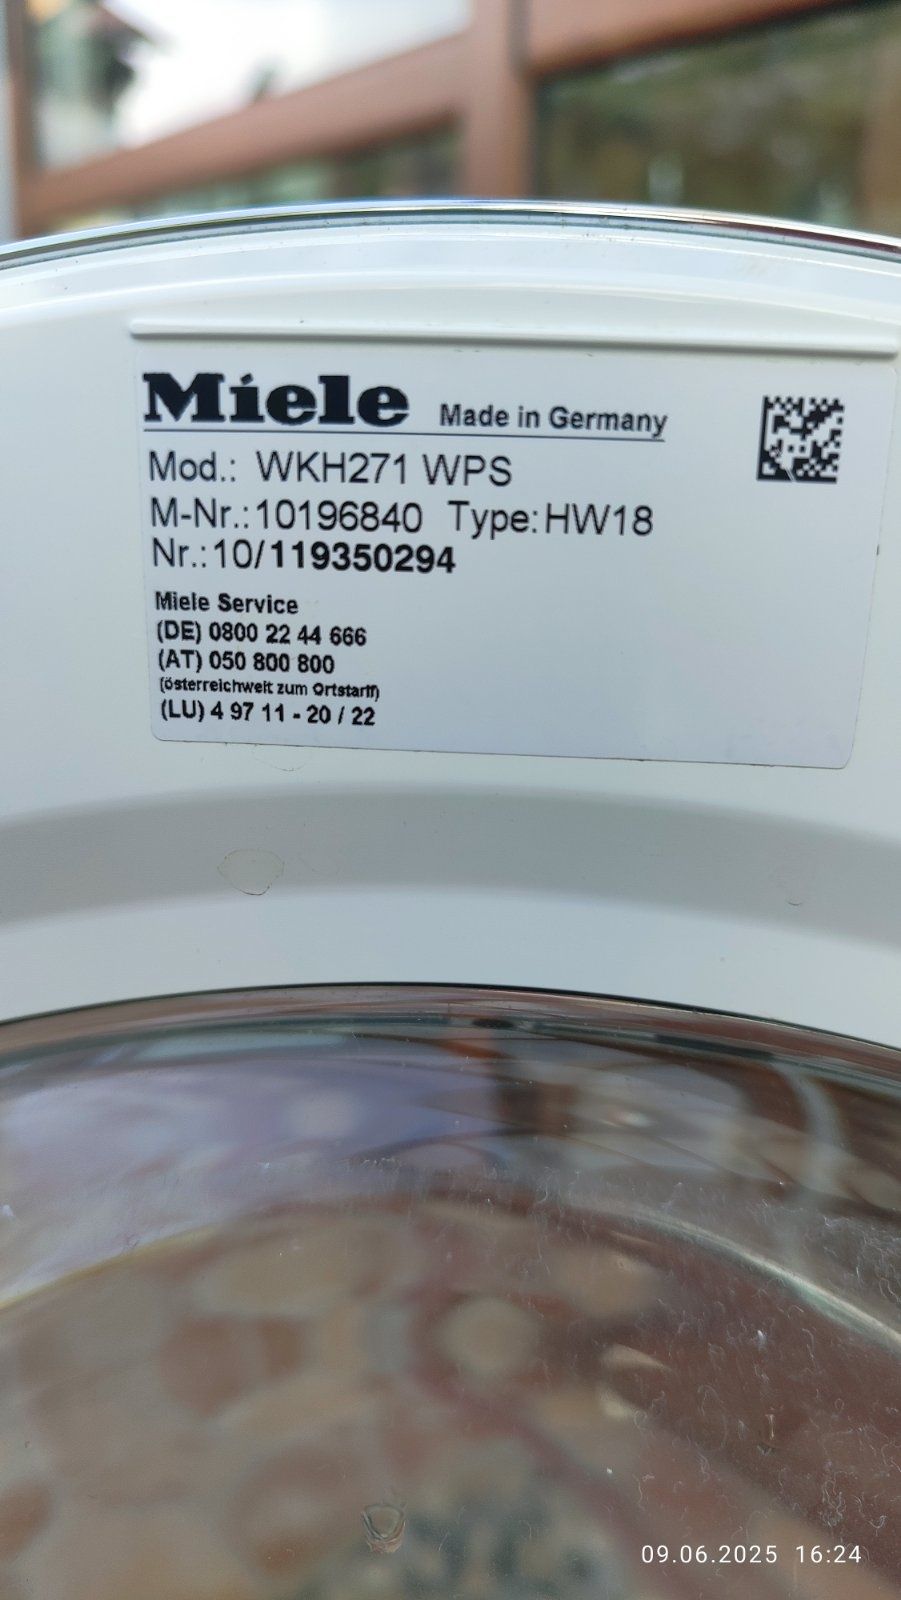 Miele Made in Germany
Mod.: WKH271 WPS
M-Nr.:10196840 Type:HW18
Nr.:10/119350294
Miele Service
(DE) 0800 22 44 666
(AT) 050 800 800
(österreichweit zum Ortstarif)
(LU) 4 97 11 - 20 / 22
09.06.2025 16:24